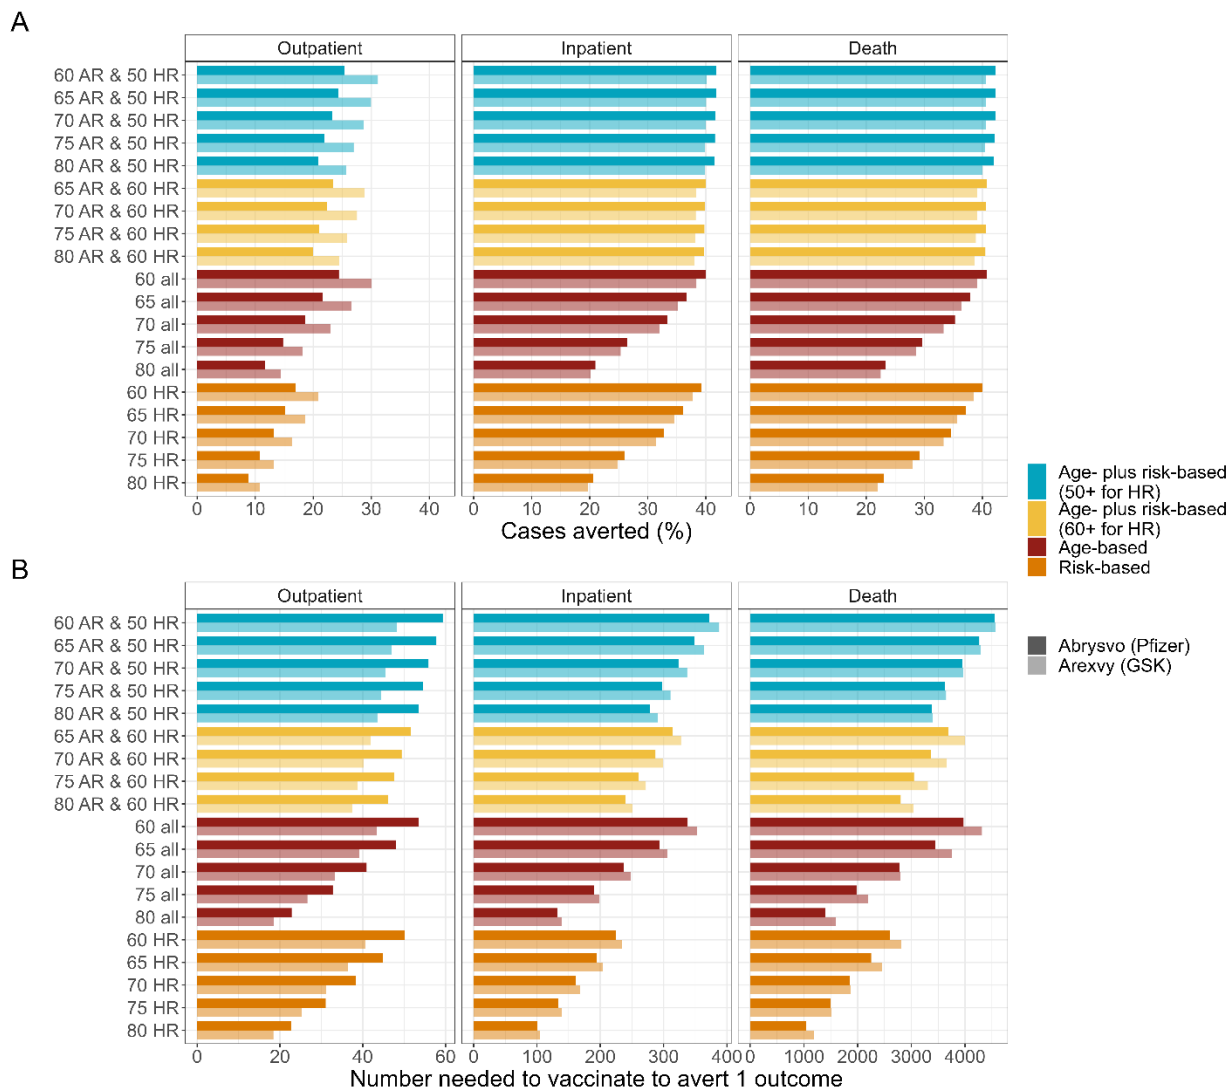 A
Outpatient Inpatient Death
60 AR & 50 HR
65 AR & 50 HR
70 AR & 50 HR
75 AR & 50 HR
80 AR & 50 HR
65 AR & 60 HR
70 AR & 60 HR
75 AR & 60 HR
80 AR & 60 HR
60 all
65 all
70 all
75 all
80 all
60 HR
65 HR
70 HR
75 HR
80 HR
0 10 20 30 40 0 10 20 30 40 0 10 20 30 40
Cases averted (%)
Age- plus risk-based
(50+ for HR)
Age- plus risk-based
(60+ for HR)
Age-based
Risk-based
Abrysvo (Pfizer)
Arexvy (GSK)
B
Outpatient Inpatient Death
60 AR & 50 HR
65 AR & 50 HR
70 AR & 50 HR
75 AR & 50 HR
80 AR & 50 HR
65 AR & 60 HR
70 AR & 60 HR
75 AR & 60 HR
80 AR & 60 HR
60 all
65 all
70 all
75 all
80 all
60 HR
65 HR
70 HR
75 HR
80 HR
0 20 40 60 0 100 200 300 400 0 1000 2000 3000 4000
Number needed to vaccinate to avert 1 outcome